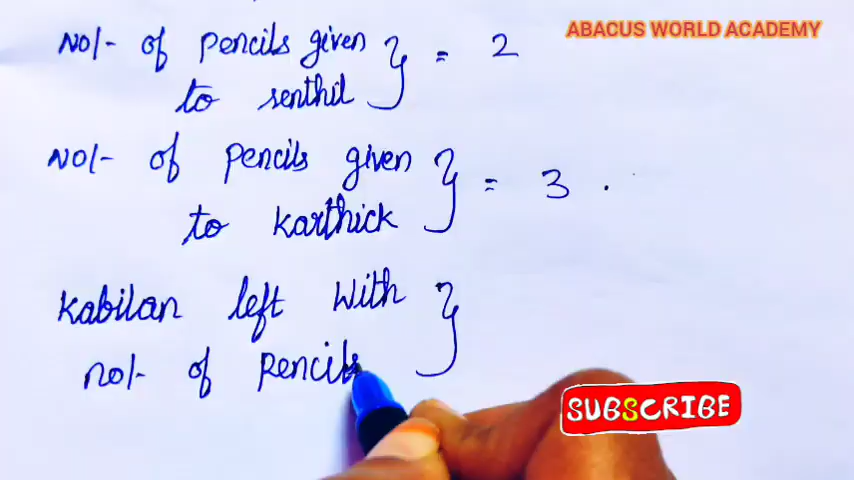 ABACUS WORLD ACADEMY
No/- of Pencils given } = 2
to senthil
No/- of Pencils given } = 3 .
to karthick
Kabilan left with }
no/- of Pencils
SUBSCRIBE